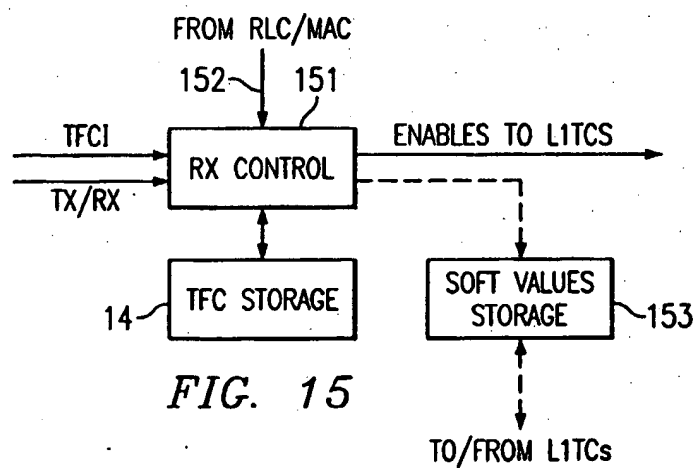 FROM RLC/MAC
152
151
TFCI
RX CONTROL
ENABLES TO L1TCS
TX/RX
14
TFC STORAGE
SOFT VALUES
STORAGE
153
FIG. 15
TO/FROM L1TCs